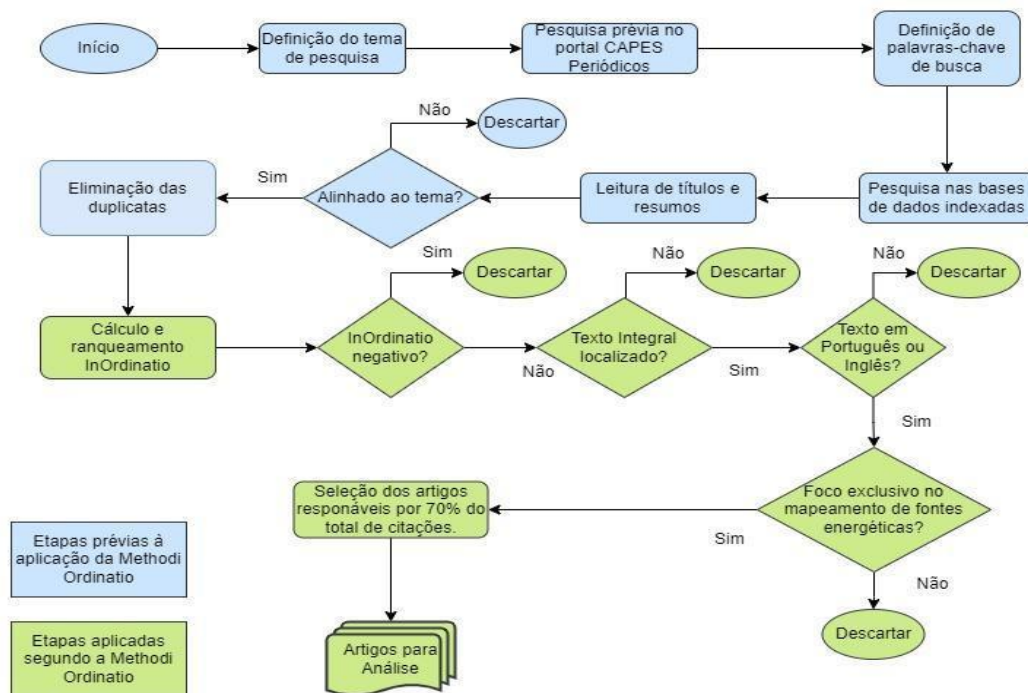 Início
Definição do tema
de pesquisa
Pesquisa prèvia no
portal CAPES
Periódicos
Definição de
palavras-chave
de busca
Não
Descartar
Sim
Eliminação das
duplicatas
Alinhado ao tema?
Leitura de títulos e
resumos
Pesquisa nas bases
de dados indexadas
Sim
Descartar
Não
Descartar
Não
Descartar
Cálculo e
ranqueamento
InOrdinatio
InOrdinatio
negativo?
Não
Texto Integral
localizado?
Sim
Texto em
Português ou
Inglês?
Sim
Seleção dos artigos
responáveis por 70% do
total de citações.
Sim
Foco exclusivo no
mapeamento de fontes
energéticas?
Não
Descartar
Artigos para
Análise
Etapas prévias à
aplicação da Methodi
Ordinatio
Etapas aplicadas
segundo a Methodi
Ordinatio